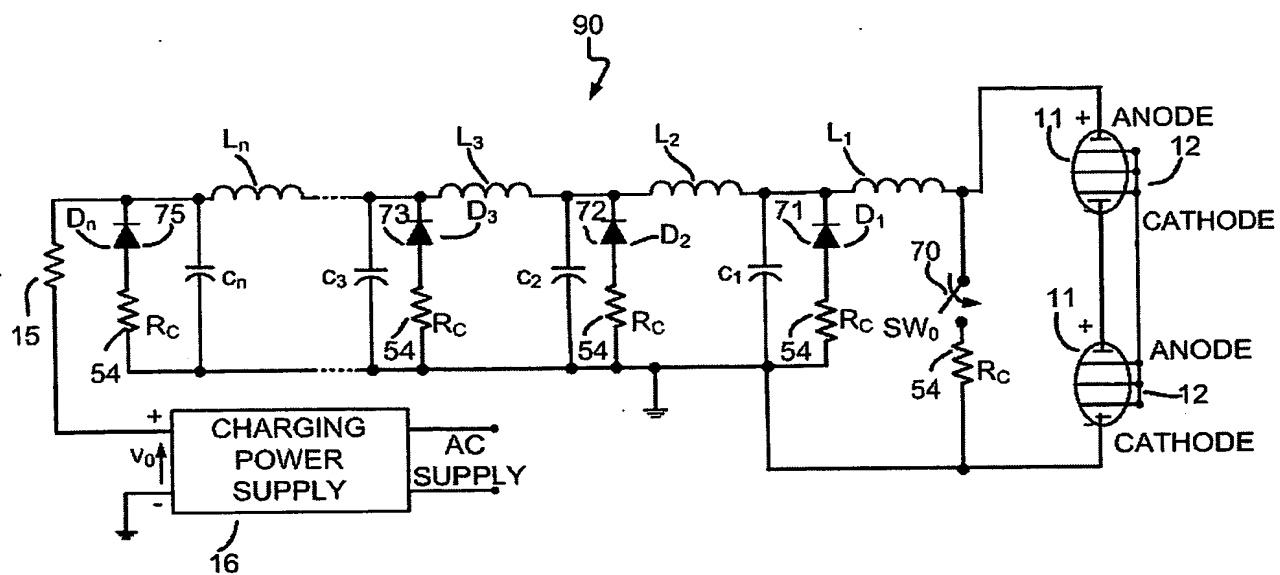 90
Ln
L3
L2
L1
11
+
ANODE
12
CATHODE
Dn
75
73
D3
72
D2
71
D1
cn
c3
c2
c1
70
SW0
15
RC
54
54
RC
54
RC
54
RC
54
RC
11
+
ANODE
12
CATHODE
+
v0
-
CHARGING
POWER
SUPPLY
AC
SUPPLY
16